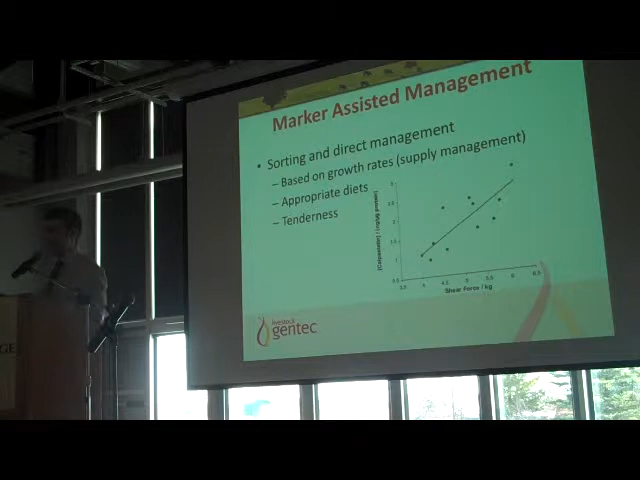 Marker Assisted Management
• Sorting and direct management
– Based on growth rates (supply management)
– Appropriate diets
– Tenderness
Shear Force / kg
livestock
gentec